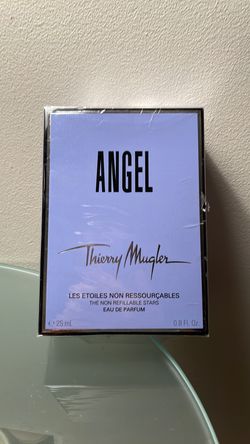 ANGEL
Thierry Mugler
LES ETOILES NON RESSOURÇABLES
THE NON REFILLABLE STARS
EAU DE PARFUM
℮ 25 mL 0.8 Fl. Oz.